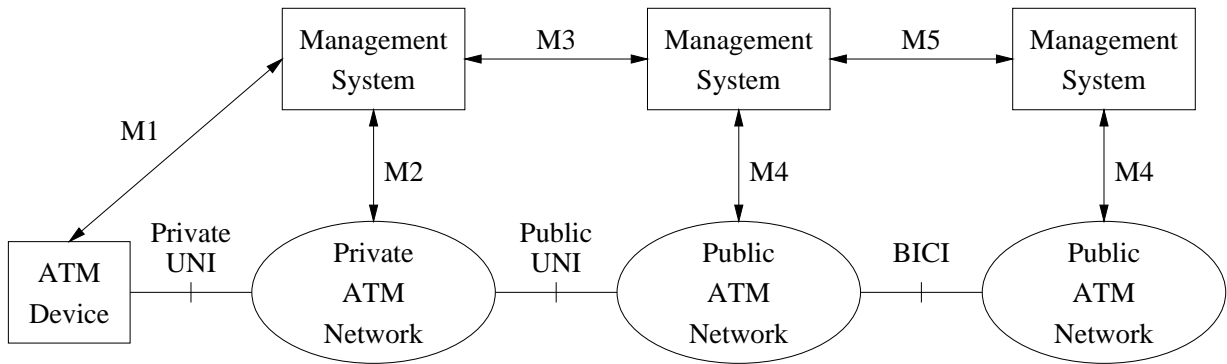 Management
System
M3
Management
System
M5
Management
System
M1
M2
M4
M4
Private
UNI
Public
UNI
BICI
ATM
Device
Private
ATM
Network
Public
ATM
Network
Public
ATM
Network